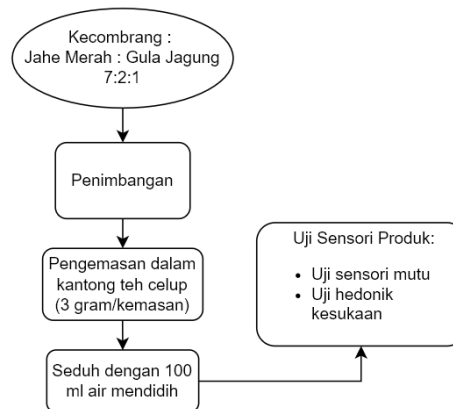 Kecombrang :
Jahe Merah : Gula Jagung
7:2:1
Penimbangan
Pengemasan dalam
kantong teh celup
(3 gram/kemasan)
Seduh dengan 100
ml air mendidih
Uji Sensori Produk:
• Uji sensori mutu
• Uji hedonik
kesukaan